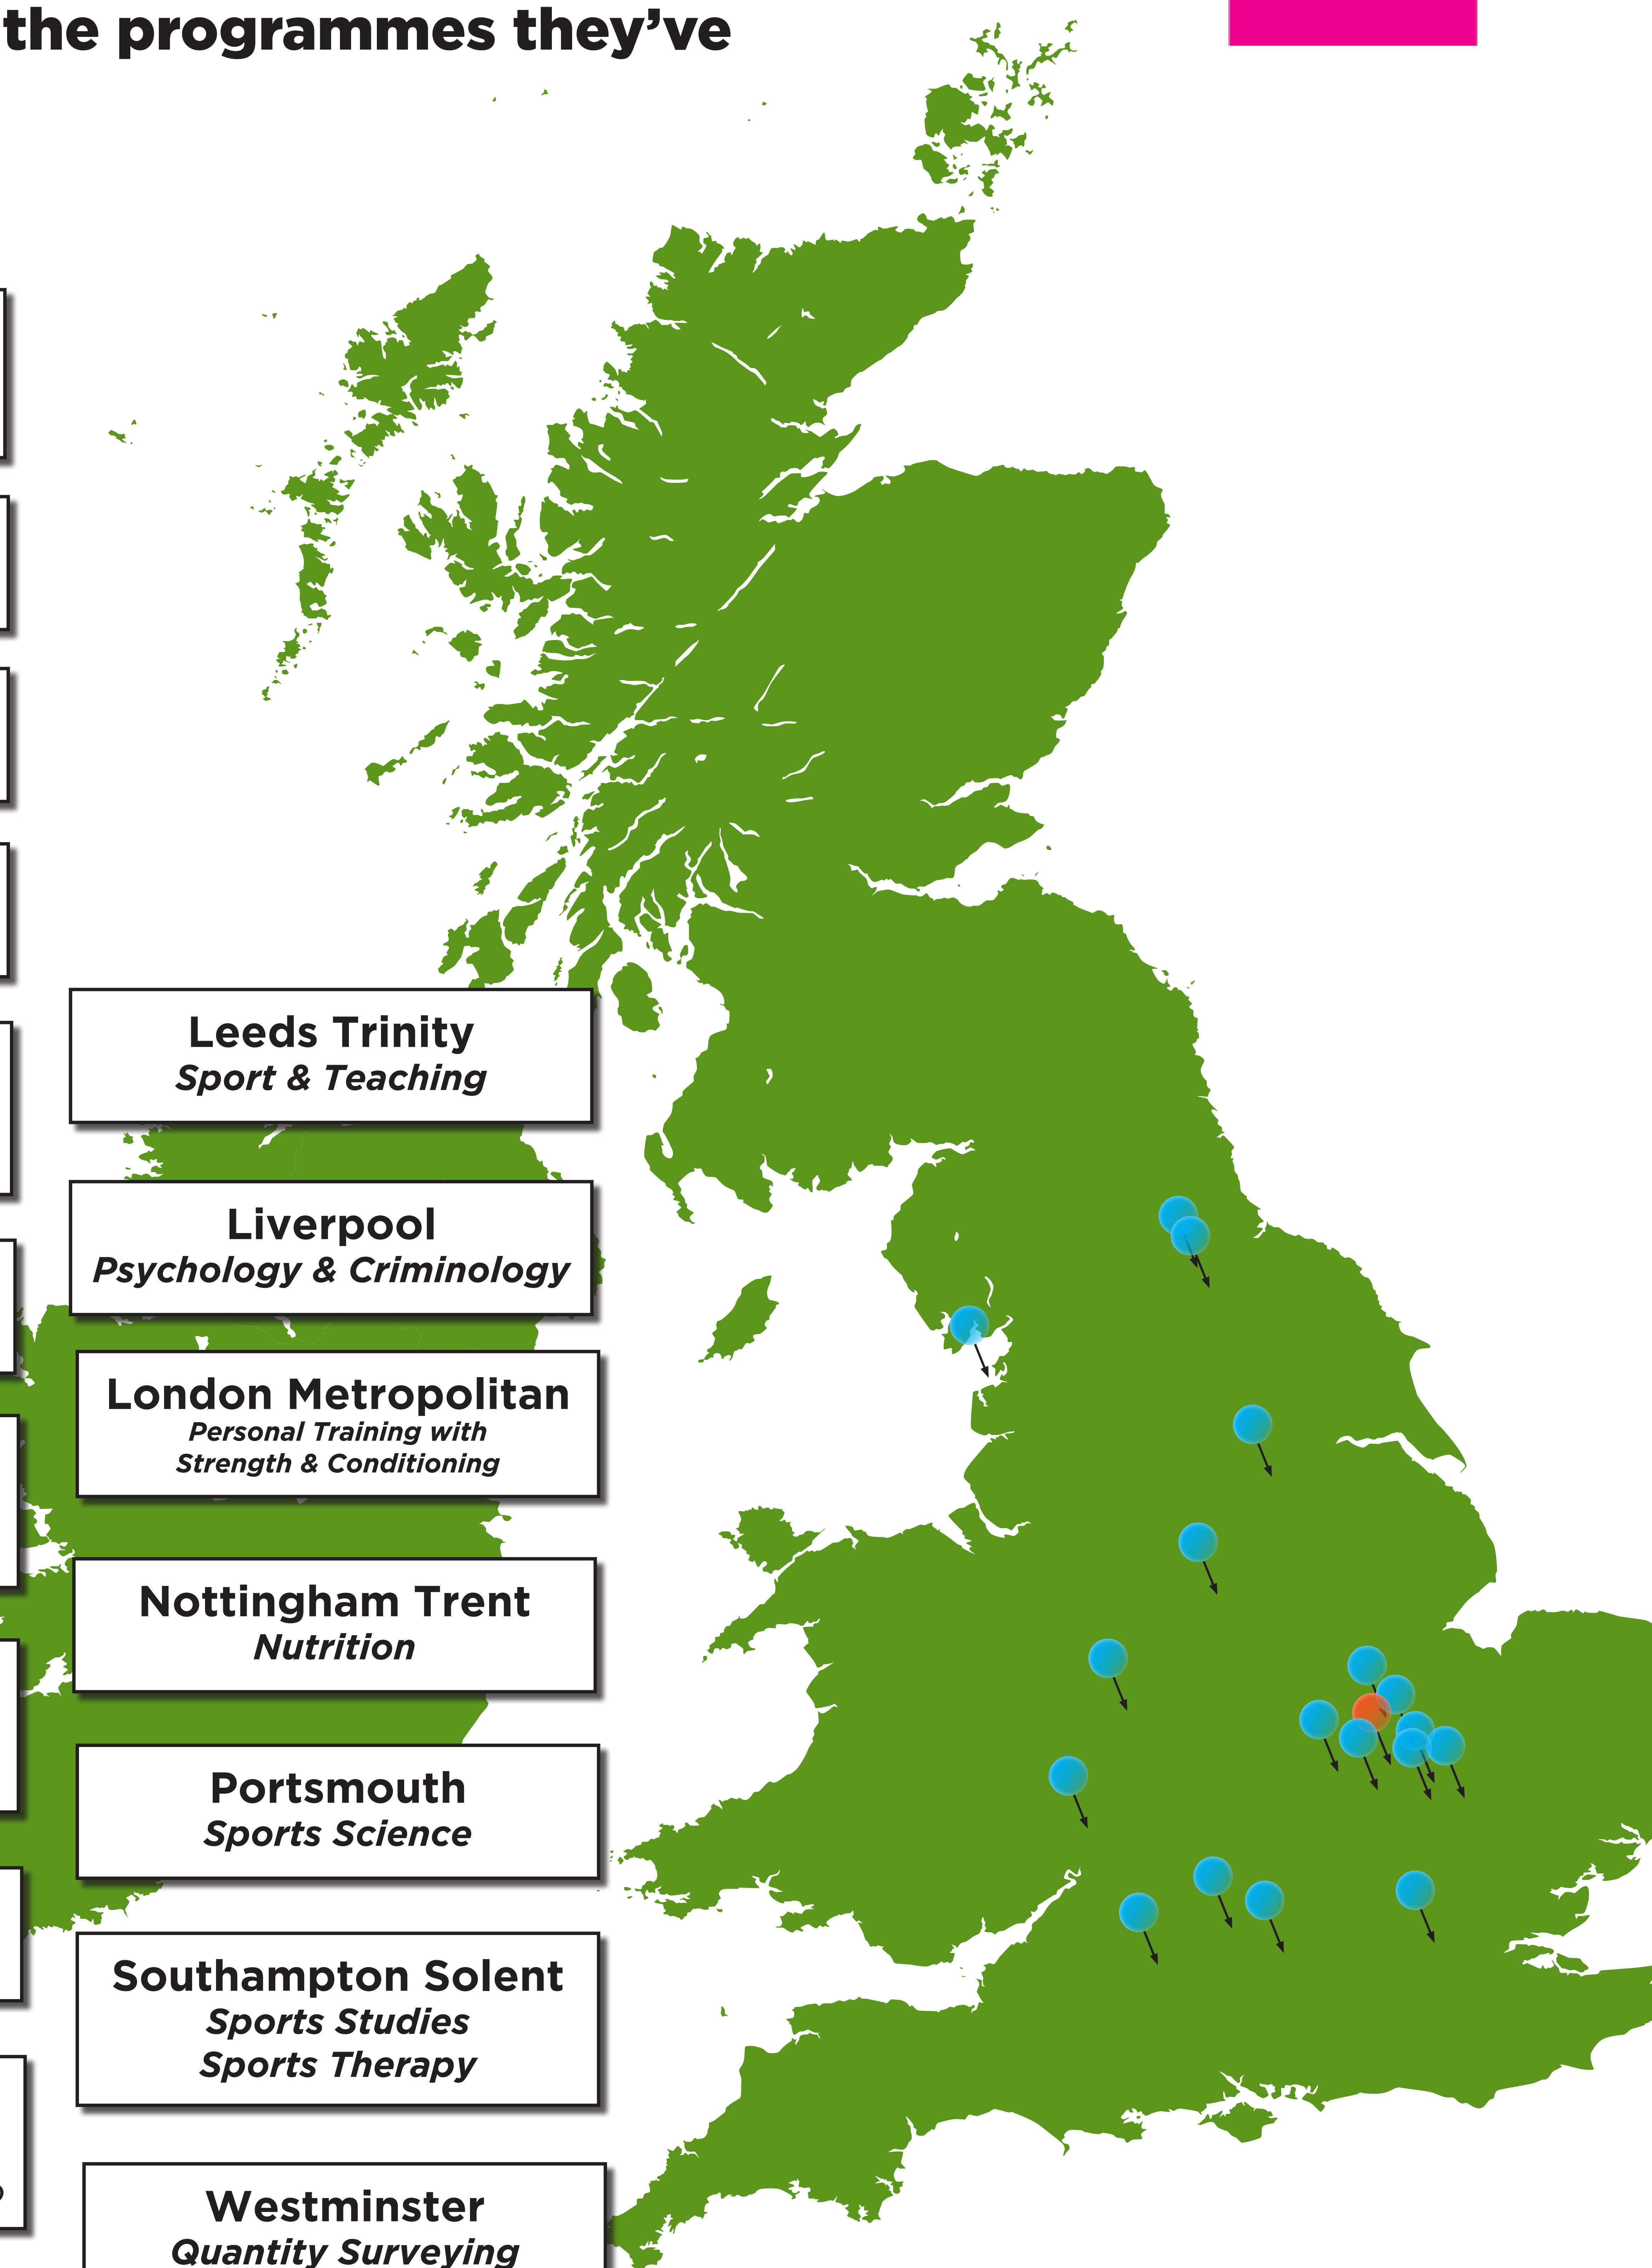 the programmes they’ve
Leeds Trinity
Sport & Teaching
Liverpool
Psychology & Criminology
London Metropolitan
Personal Training with
Strength & Conditioning
Nottingham Trent
Nutrition
Portsmouth
Sports Science
Southampton Solent
Sports Studies
Sports Therapy
Westminster
Quantity Surveying